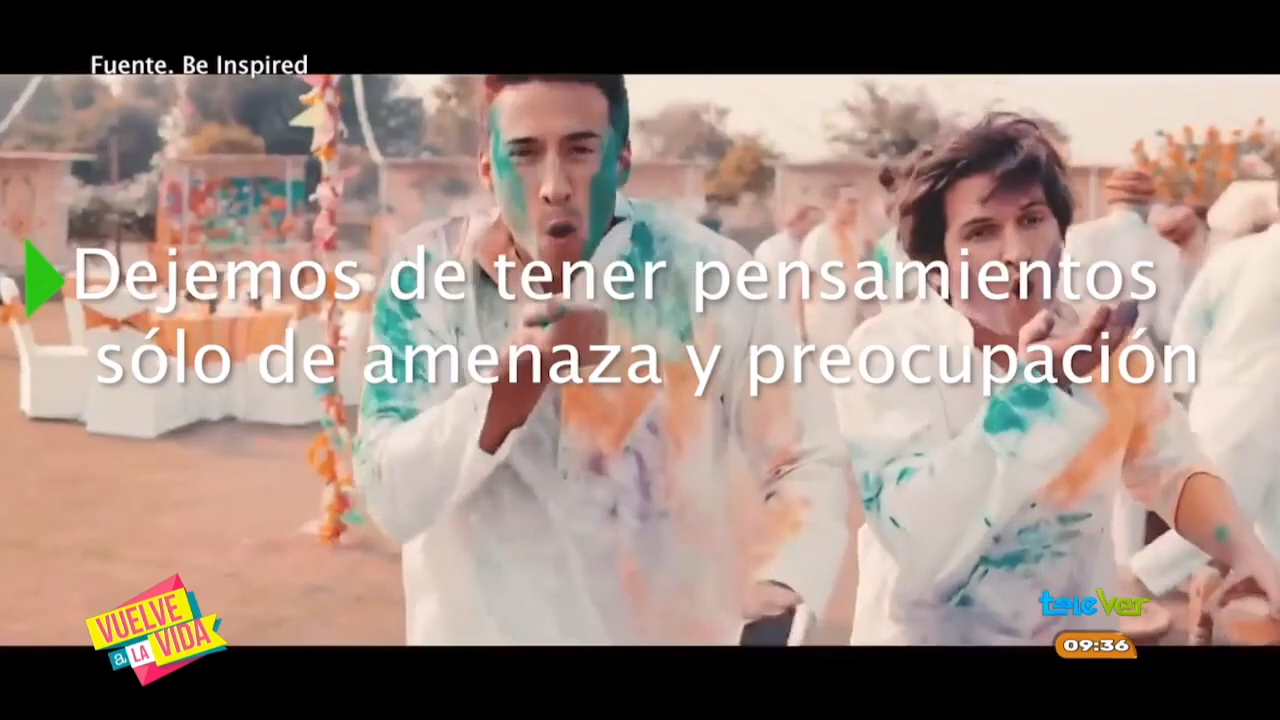 Fuente. Be Inspired
Dejemos de tener pensamientos
sólo de amenaza y preocupación
VUELVE
a LA VIDA
teleVer
09:36